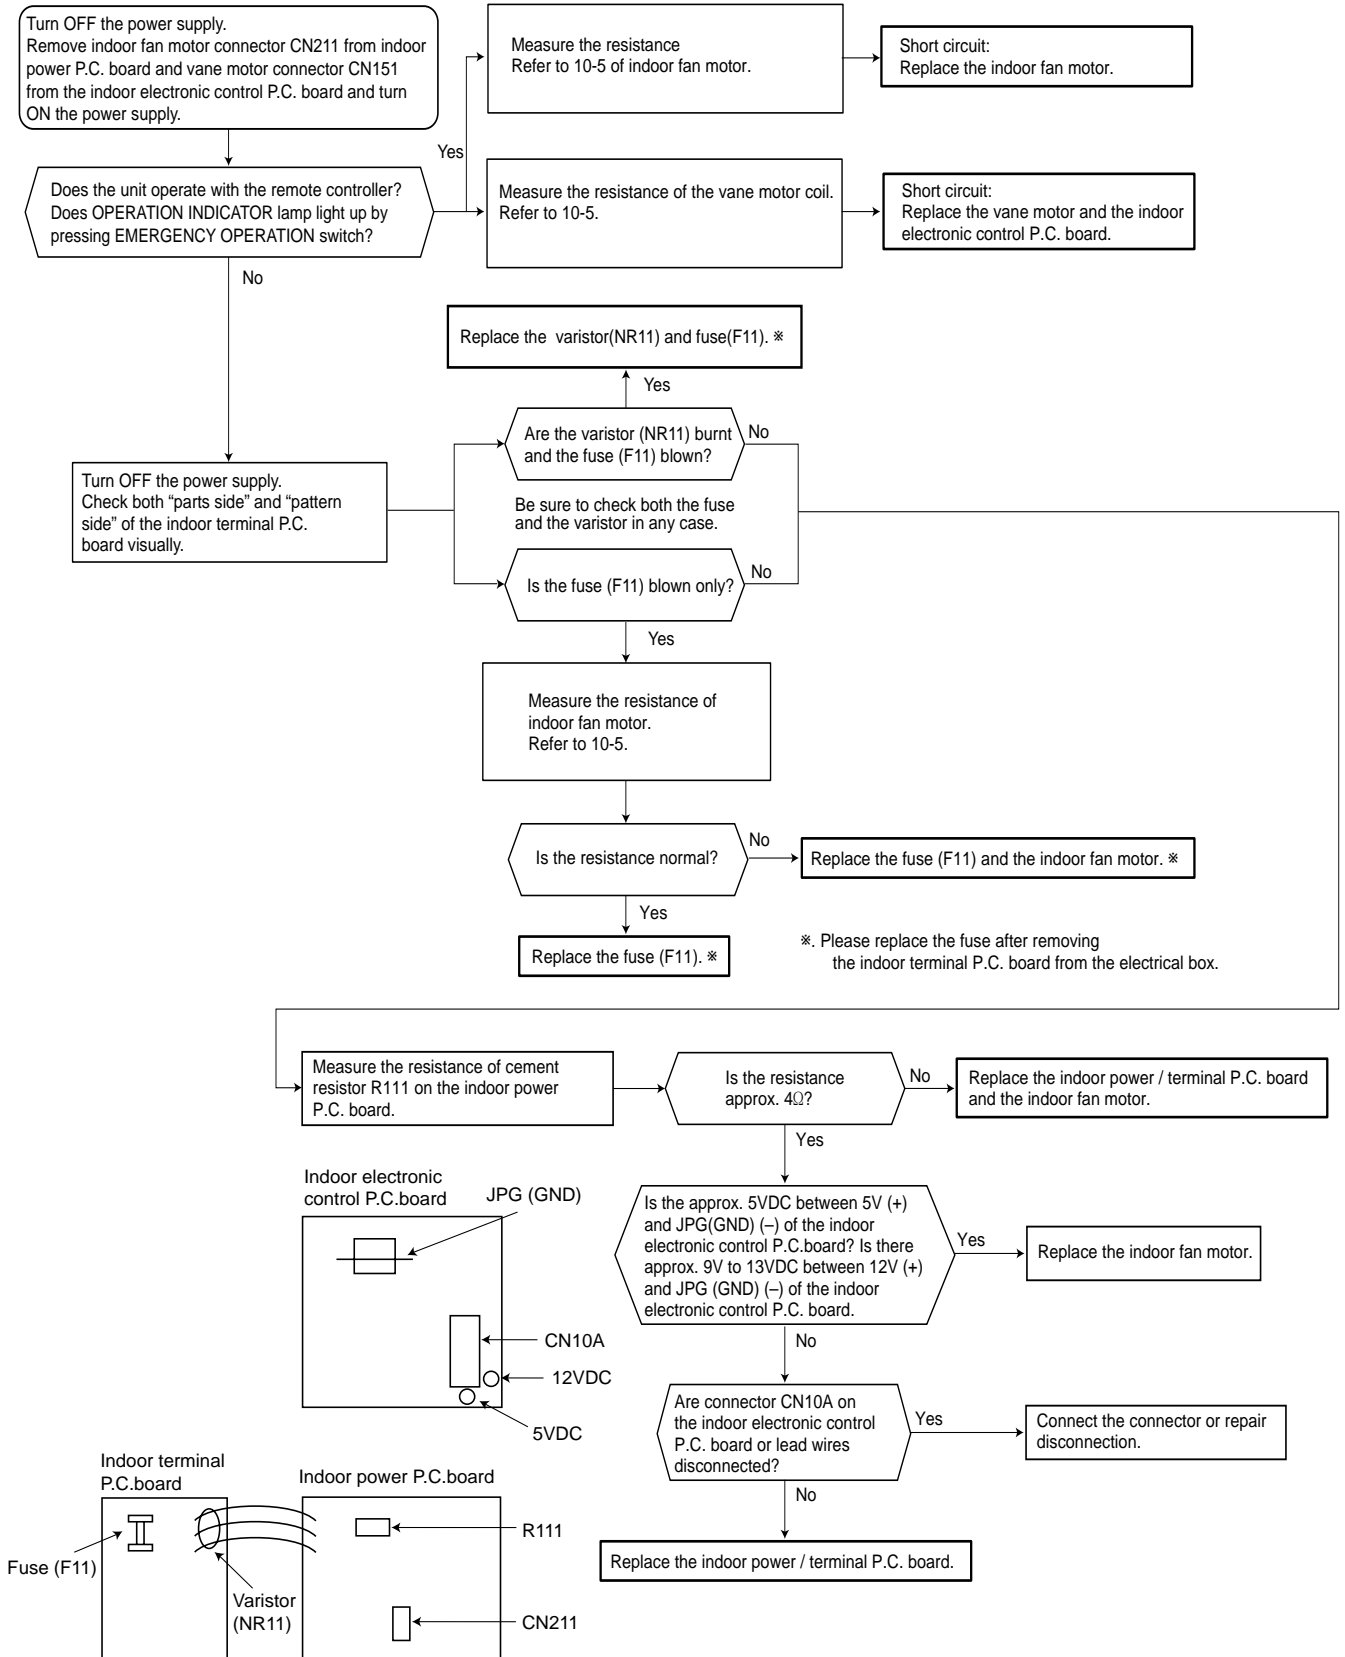 Turn OFF the power supply.
Remove indoor fan motor connector CN211 from indoor
power P.C. board and vane motor connector CN151
from the indoor electronic control P.C. board and turn
ON the power supply.
Measure the resistance
Refer to 10-5 of indoor fan motor.
Short circuit:
Replace the indoor fan motor.
Yes
Does the unit operate with the remote controller?
Does OPERATION INDICATOR lamp light up by
pressing EMERGENCY OPERATION switch?
Measure the resistance of the vane motor coil.
Refer to 10-5.
Short circuit:
Replace the vane motor and the indoor
electronic control P.C. board.
No
Replace the varistor(NR11) and fuse(F11). ※
Yes
Are the varistor (NR11) burnt
and the fuse (F11) blown?
No
Turn OFF the power supply.
Check both “parts side” and “pattern
side” of the indoor terminal P.C.
board visually.
Be sure to check both the fuse
and the varistor in any case.
Is the fuse (F11) blown only?
No
Yes
Measure the resistance of
indoor fan motor.
Refer to 10-5.
Is the resistance normal?
No
Replace the fuse (F11) and the indoor fan motor. ※
Yes
Replace the fuse (F11). ※
※. Please replace the fuse after removing
the indoor terminal P.C. board from the electrical box.
Measure the resistance of cement
resistor R111 on the indoor power
P.C. board.
Is the resistance
approx. 4Ω?
No
Replace the indoor power / terminal P.C. board
and the indoor fan motor.
Yes
Is the approx. 5VDC between 5V (+)
and JPG(GND) (–) of the indoor
electronic control P.C.board? Is there
approx. 9V to 13VDC between 12V (+)
and JPG (GND) (–) of the indoor
electronic control P.C. board.
Yes
Replace the indoor fan motor.
No
Are connector CN10A on
the indoor electronic control
P.C. board or lead wires
disconnected?
Yes
Connect the connector or repair
disconnection.
No
Replace the indoor power / terminal P.C. board.
Indoor electronic
control P.C.board
JPG (GND)
CN10A
12VDC
5VDC
Indoor terminal
P.C.board
Indoor power P.C.board
R111
Fuse (F11)
Varistor
(NR11)
CN211